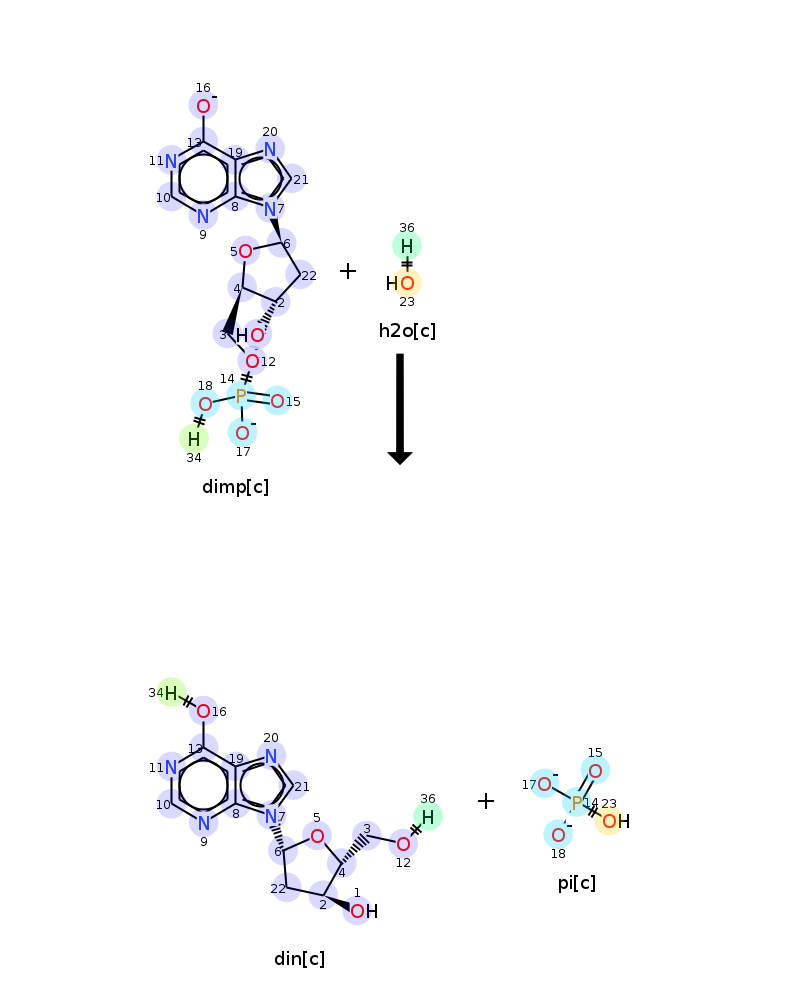 16
O-
13
11 N
19
20
N
10
N
9
8
N 7
21
5 O
6
4
2
22
3 HO
O 12
14
18
O
P
O 15
H
34
O-
17
dimp[c]
+
36
H
HO
23
h2o[c]
34 H
O 16
13
11 N
19
20
N
10
N
9
8
N 7
21
5
O
6
4
3
22
2
1
OH
O
12
36
H
din[c]
+
15
O
17 O-
P 14
23
OH
O-
18
pi[c]